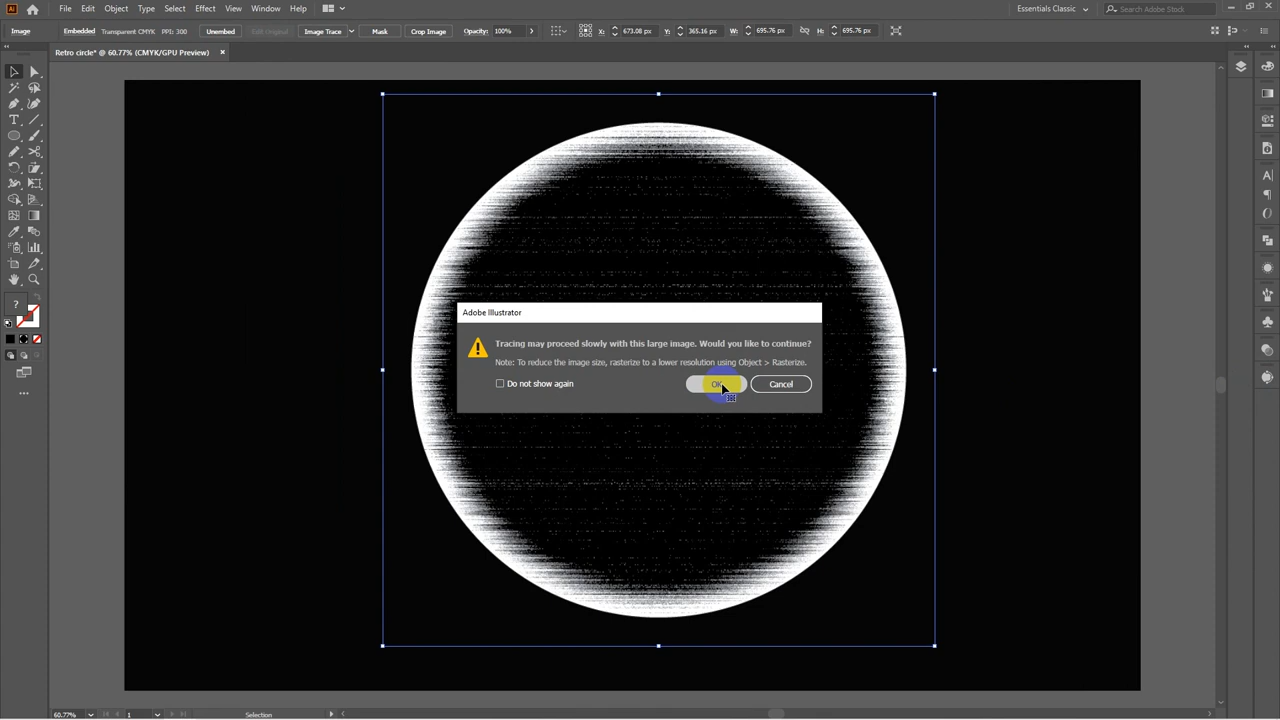 Ai File Edit Object Type Select Effect View Window Help Essentials Classic Search Adobe Stock
Image Embedded Transparent CMYK PPI: 300 Unembed Edit Original Image Trace Mask Crop Image Opacity: 100% X: 673.08 px Y: 365.16 px W: 695.76 px H: 695.76 px
Retro circle* @ 60.77% (CMYK/GPU Preview) ×
Adobe Illustrator
Tracing may proceed slowly with this large image. Would you like to continue?
Note: To reduce the image size, rasterize to a lower resolution using Object > Rasterize.
Do not show again OK Cancel
60.77% 1 Selection